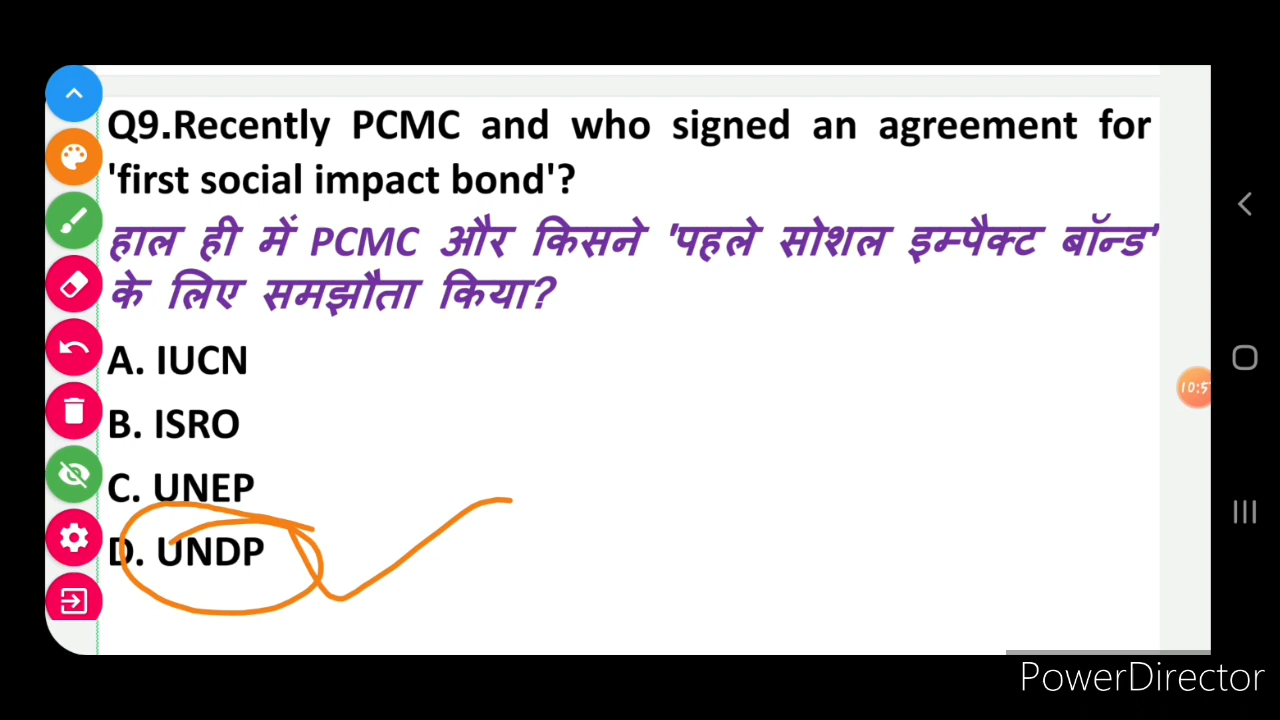 Q9.Recently PCMC and who signed an agreement for
'first social impact bond'?
हाल ही में PCMC और किसने 'पहले सोशल इम्पैक्ट बॉन्ड'
के लिए समझौता किया?
A. IUCN
B. ISRO
C. UNEP
D. UNDP
PowerDirector